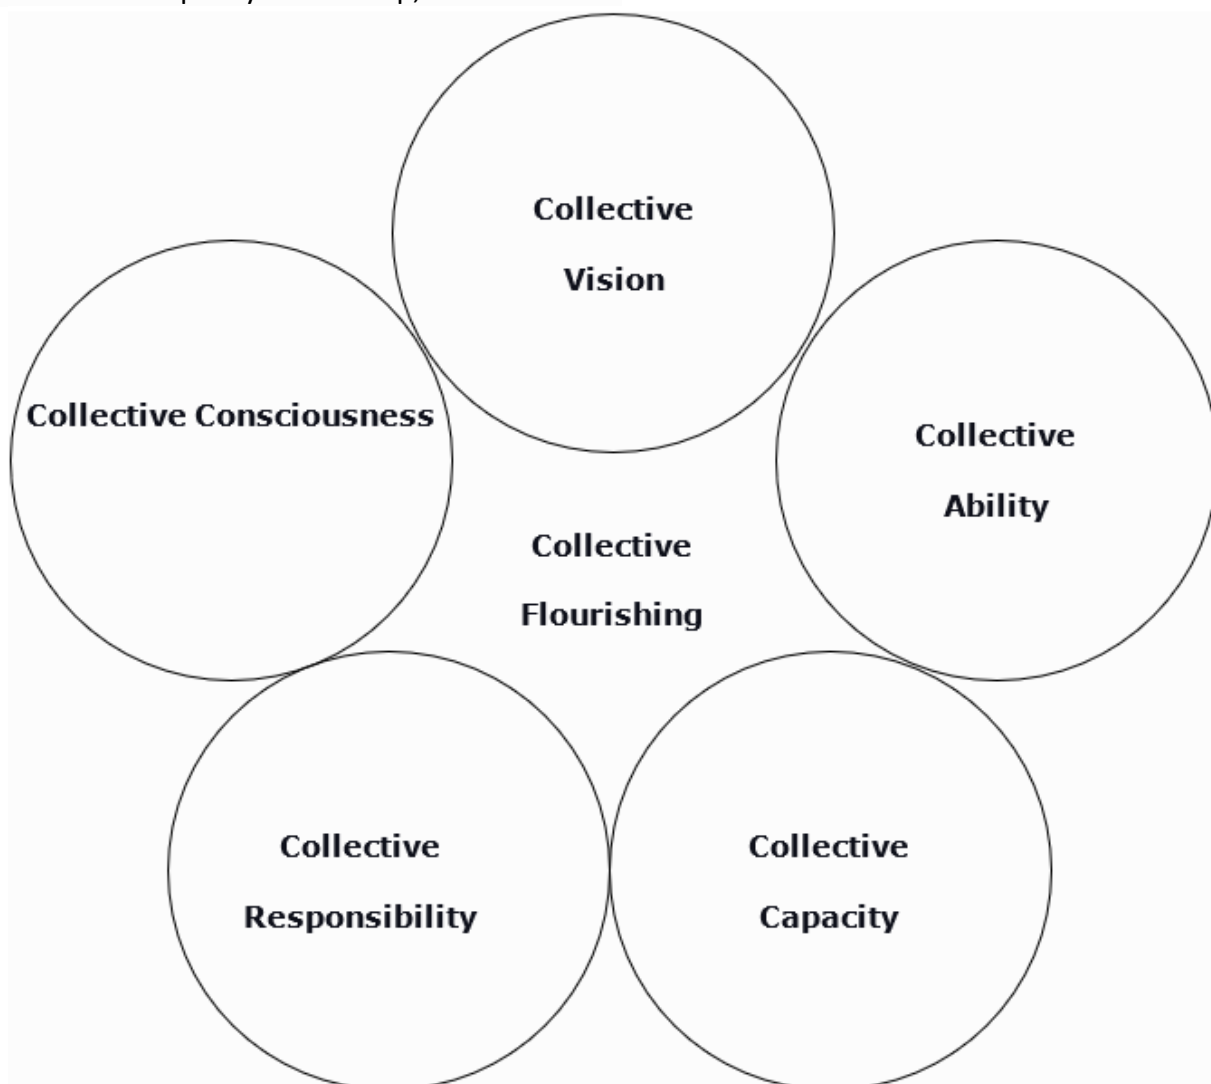 Collective
Vision
Collective Consciousness
Collective
Ability
Collective
Flourishing
Collective
Responsibility
Collective
Capacity